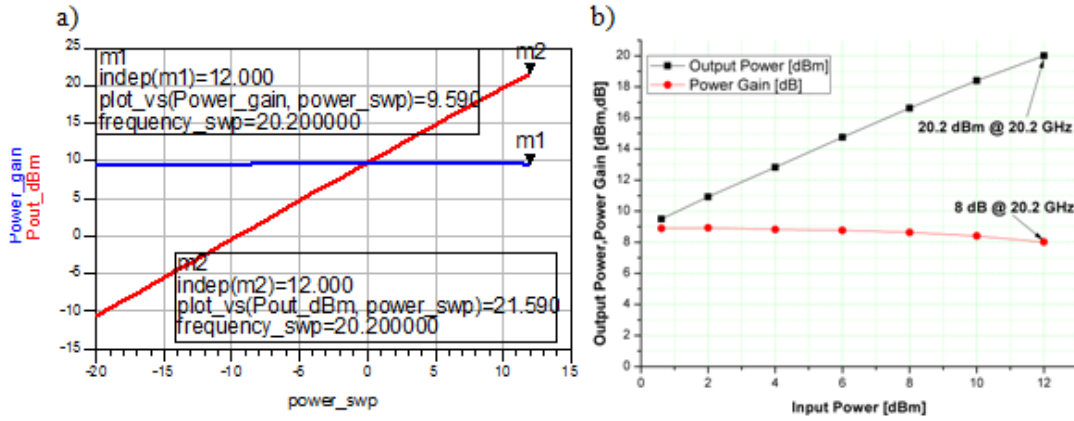 a)
25
20
15
10
5
0
-5
-10
-15
Power_gain
Pout_dBm
m1
indep(m1)=12.000
plot_vs(Power_gain, power_swp)=9.590
frequency_swp=20.200000
m2
m1
m2
indep(m2)=12.000
plot_vs(Pout_dBm, power_swp)=21.590
frequency_swp=20.200000
-20 -15 -10 -5 0 5 10 15
power_swp
b)
Output Power,Power Gain [dBm,dB]
20
18
16
14
12
10
8
6
4
2
0
Output Power [dBm]
Power Gain [dB]
20.2 dBm @ 20.2 GHz
8 dB @ 20.2 GHz
0 2 4 6 8 10 12
Input Power [dBm]